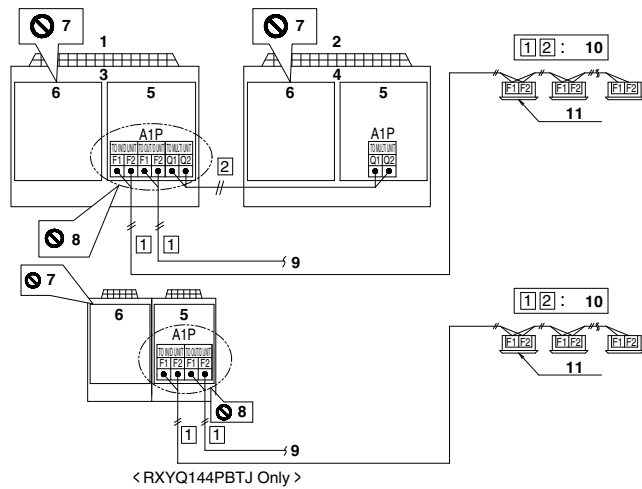 7
1
7
2
1 2 : 10
3
4
6
5
6
5
F1 F2
F1 F2
F1 F2
11
A1P
A1P
TO IN/D UNIT TO OUT/D UNIT TO MULTI UNIT
TO MULTI UNIT
F1 F2 F1 F2 Q1 Q2
Q1 Q2
2
8
1
1
9
7
1 2 : 10
6
5
A1P
F1 F2
F1 F2
F1 F2
TO IN/D UNIT TO OUT/D UNIT
F1 F2 F1 F2
11
8
1
1
9
< RXYQ144PBTJ Only >